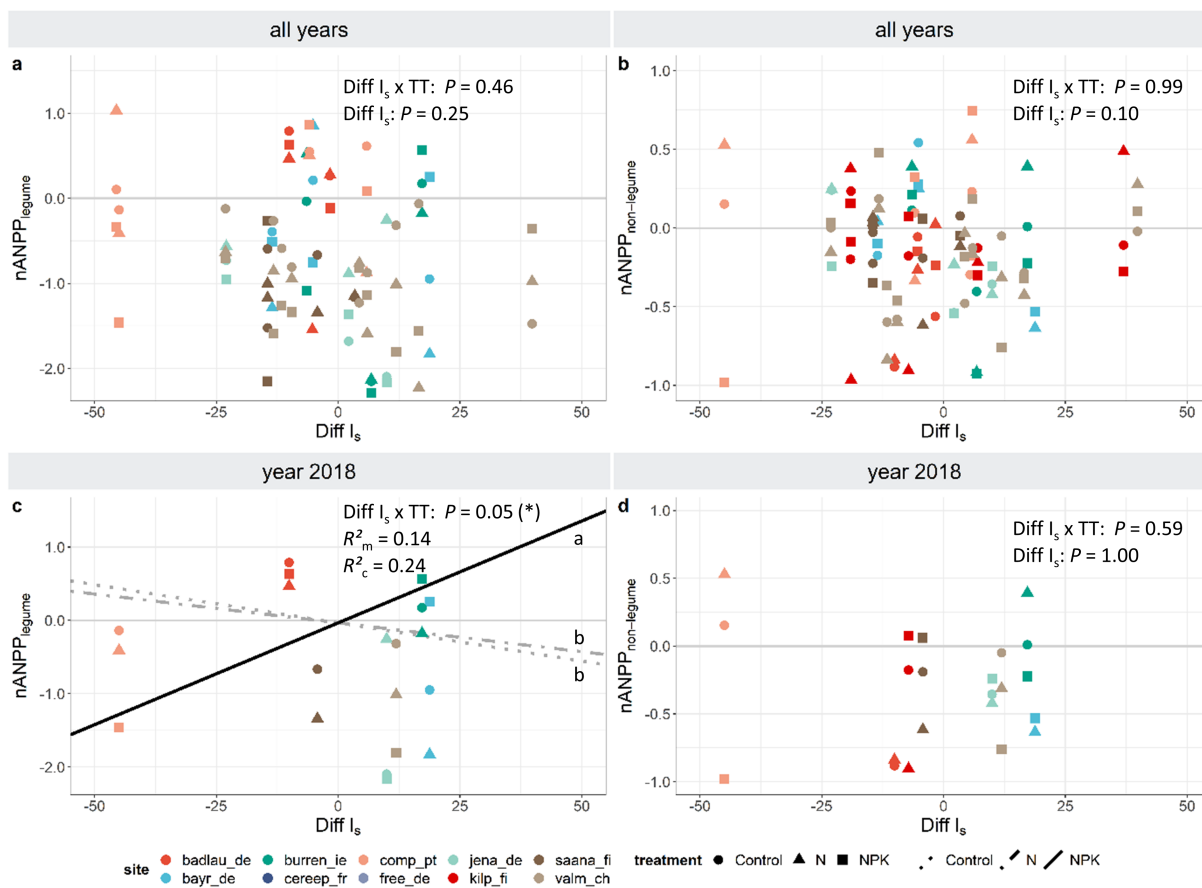 all years
all years
a
Diff Is x TT: P = 0.46
Diff Is: P = 0.25
1.0
0.0
-1.0
-2.0
nANPPlegume
-50
-25
0
25
50
Diff Is
b
Diff Is x TT: P = 0.99
Diff Is: P = 0.10
1.0
0.5
0.0
-0.5
-1.0
nANPPnon−legume
-50
-25
0
25
50
Diff Is
year 2018
year 2018
c
Diff Is x TT: P = 0.05 (*)
R²m = 0.14
R²c = 0.24
a
b
b
1.0
0.0
-1.0
-2.0
nANPPlegume
-50
-25
0
25
50
Diff Is
d
Diff Is x TT: P = 0.59
Diff Is: P = 1.00
1.0
0.5
0.0
-0.5
-1.0
nANPPnon−legume
-50
-25
0
25
50
Diff Is
site badlau_de burren_ie comp_pt jena_de saana_fi treatment Control N NPK Control N NPK
bayr_de cereep_fr free_de kilp_fi valm_ch